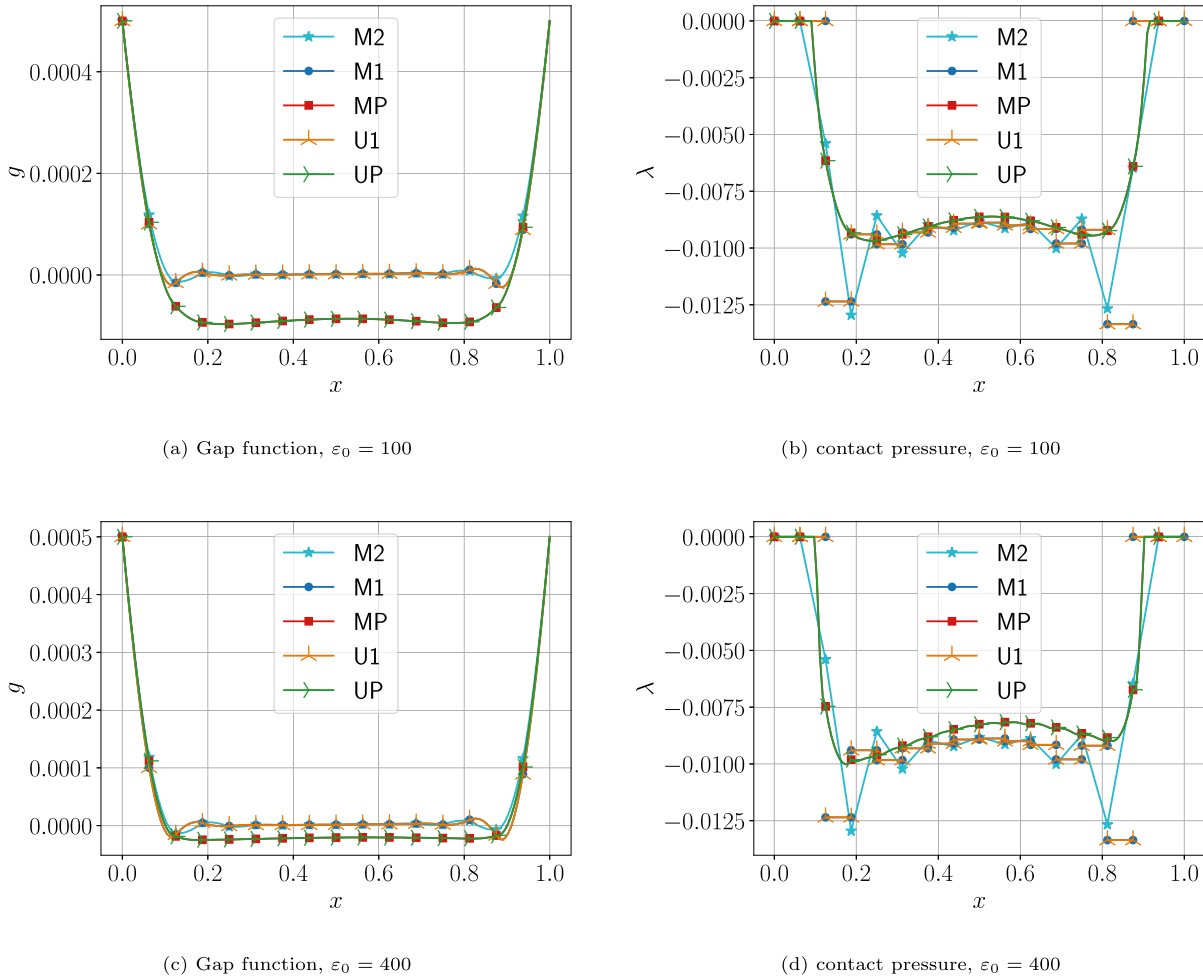 0.0004
0.0002
0.0000
g
0.0 0.2 0.4 0.6 0.8 1.0
x
M2
M1
MP
U1
UP
(a) Gap function, ε₀ = 100
0.0000
−0.0025
−0.0050
−0.0075
−0.0100
−0.0125
λ
0.0 0.2 0.4 0.6 0.8 1.0
x
M2
M1
MP
U1
UP
(b) contact pressure, ε₀ = 100
0.0005
0.0004
0.0003
0.0002
0.0001
0.0000
g
0.0 0.2 0.4 0.6 0.8 1.0
x
M2
M1
MP
U1
UP
(c) Gap function, ε₀ = 400
0.0000
−0.0025
−0.0050
−0.0075
−0.0100
−0.0125
λ
0.0 0.2 0.4 0.6 0.8 1.0
x
M2
M1
MP
U1
UP
(d) contact pressure, ε₀ = 400